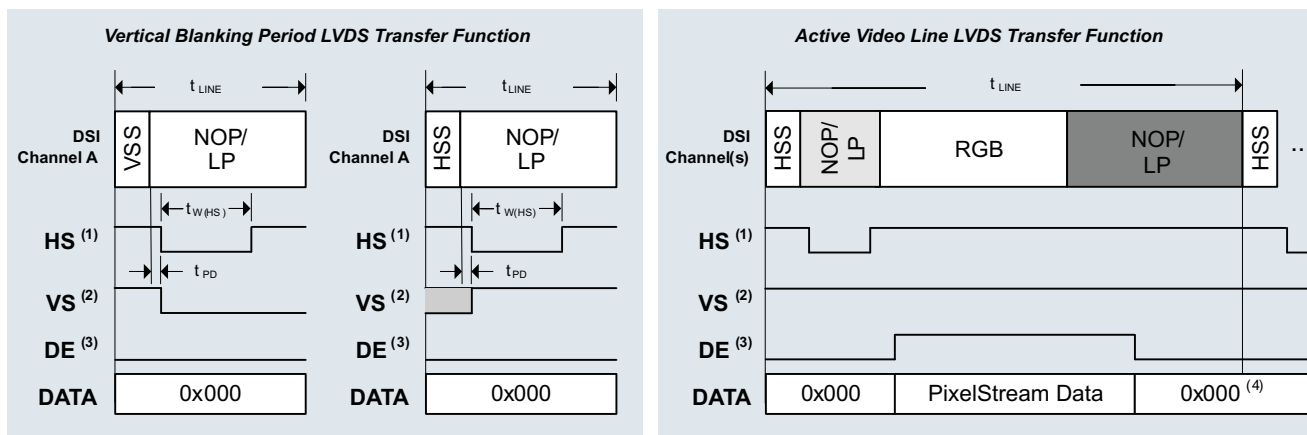 Vertical Blanking Period LVDS Transfer Function
t LINE
DSI
Channel A
VSS
NOP/
LP
t W(HS)
HS (1)
t PD
VS (2)
DE (3)
DATA
0x000
t LINE
DSI
Channel A
HSS
NOP/
LP
t W(HS)
HS (1)
t PD
VS (2)
DE (3)
DATA
0x000
Active Video Line LVDS Transfer Function
t LINE
DSI
Channel(s)
HSS
NOP/
LP
RGB
NOP/
LP
HSS
..
HS (1)
VS (2)
DE (3)
DATA
0x000
PixelStream Data
0x000 (4)